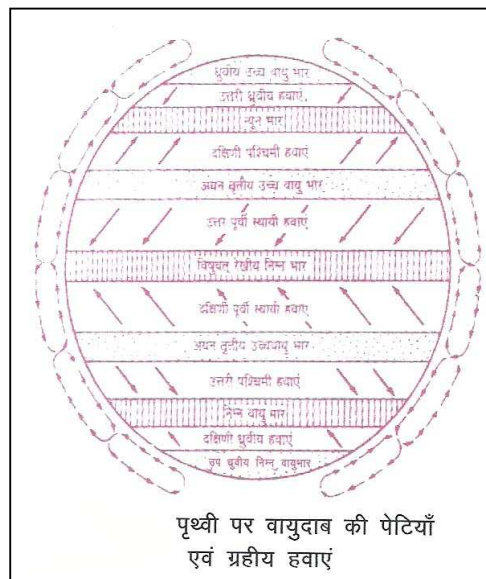 ध्रुवीय उच्च वायु भार
उत्तरी ध्रुवीय हवाएं.
न्यून भार
दक्षिणी पश्चिमी हवाएं
अयन वृत्तीय उच्च वायु भार
उत्तर पूर्वी स्थायी हवाएं
विषुवत् रेखीय निम्न भार
दक्षिणी पूर्वी स्थायी हवाएं
अयन वृत्तीय उच्चवायु भार
उत्तरी पश्चिमी हवाएं
निम्न वायु भार
दक्षिणी ध्रुवीय हवाएं
उप ध्रुवीय निम्न वायुभार
पृथ्वी पर वायुदाब की पेटियाँ
एवं ग्रहीय हवाएं